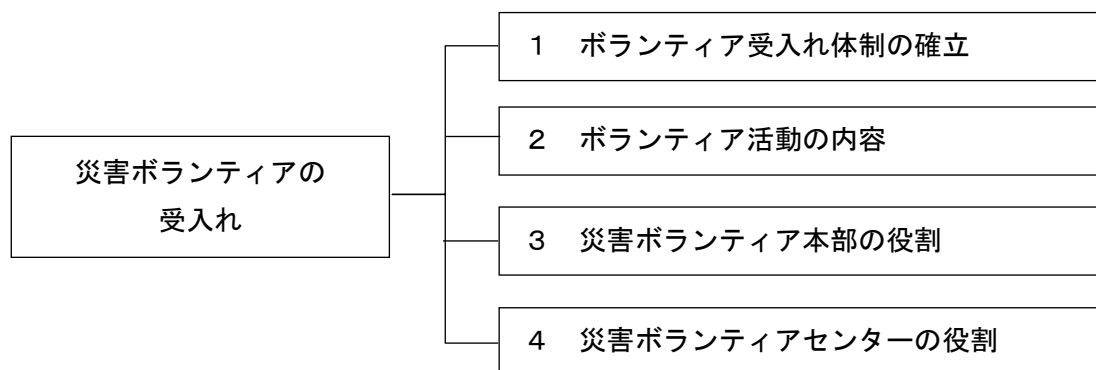 災害ボランティアの
受入れ
１　ボランティア受入れ体制の確立
２　ボランティア活動の内容
３　災害ボランティア本部の役割
４　災害ボランティアセンターの役割